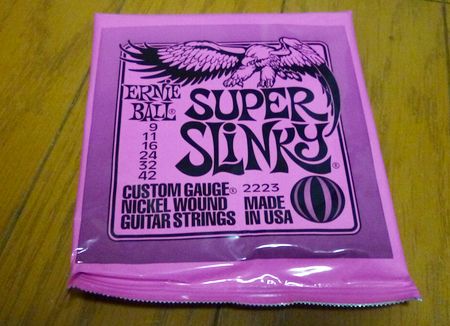 ERNIE
BALL®
SUPER
SLINKY®
9
11
16
24
32
42
CUSTOM GAUGE® 2223
NICKEL WOUND
GUITAR STRINGS
MADE
IN USA